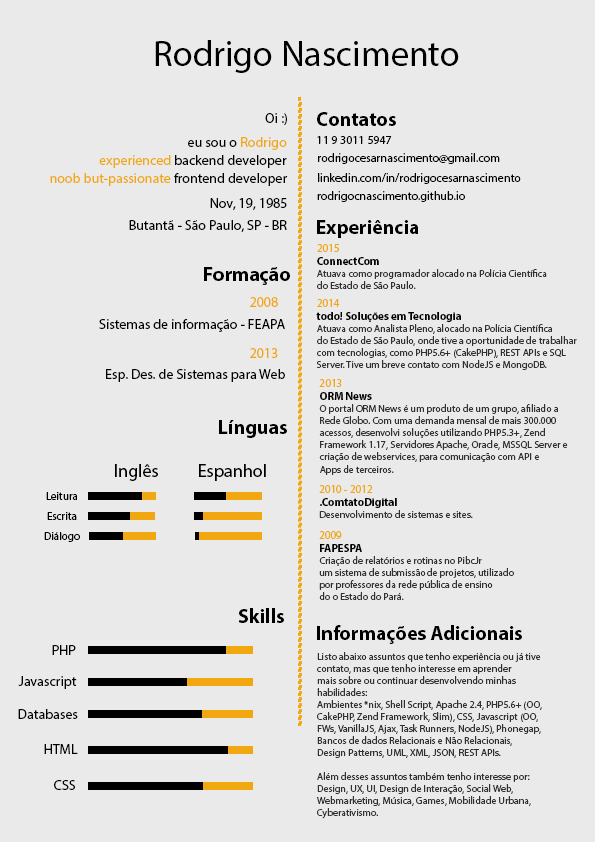 Rodrigo Nascimento
Oi :)
eu sou o Rodrigo
experienced backend developer
noob but-passionate frontend developer
Nov, 19, 1985
Butantã - São Paulo, SP - BR
Formação
2008
Sistemas de informação - FEAPA
2013
Esp. Des. de Sistemas para Web
Línguas
Inglês Espanhol
Leitura
Escrita
Diálogo
Skills
PHP
Javascript
Databases
HTML
CSS
Contatos
11 9 3011 5947
rodrigocesarnascimento@gmail.com
linkedin.com/in/rodrigocesarnascimento
rodrigocnascimento.github.io
Experiência
2015
ConnectCom
Atuava como programador alocado na Polícia Científica
do Estado de São Paulo.
2014
todo! Soluções em Tecnologia
Atuava como Analista Pleno, alocado na Polícia Científica
do Estado de São Paulo, onde tive a oportunidade de trabalhar
com tecnologias, como PHP5.6+ (CakePHP), REST APIs e SQL
Server. Tive um breve contato com NodeJS e MongoDB.
2013
ORM News
O portal ORM News é um produto de um grupo, afiliado a
Rede Globo. Com uma demanda mensal de mais 300.000
acessos, desenvolvi soluções utilizando PHP5.3+, Zend
Framework 1.17, Servidores Apache, Oracle, MSSQL Server e
criação de webservices, para comunicação com API e
Apps de terceiros.
2010 - 2012
.ComtatoDigital
Desenvolvimento de sistemas e sites.
2009
FAPESPA
Criação de relatórios e rotinas no PibcJr
um sistema de submissão de projetos, utilizado
por professores da rede pública de ensino
do o Estado do Pará.
Informações Adicionais
Listo abaixo assuntos que tenho experiência ou já tive
contato, mas que tenho interesse em aprender
mais sobre ou continuar desenvolvendo minhas
habilidades:
Ambientes *nix, Shell Script, Apache 2.4, PHP5.6+ (OO,
CakePHP, Zend Framework, Slim), CSS, Javascript (OO,
FWs, VanillaJS, Ajax, Task Runners, NodeJS), Phonegap,
Bancos de dados Relacionais e Não Relacionais,
Design Patterns, UML, XML, JSON, REST APIs.
Além desses assuntos também tenho interesse por:
Design, UX, UI, Design de Interação, Social Web,
Webmarketing, Música, Games, Mobilidade Urbana,
Cyberativismo.